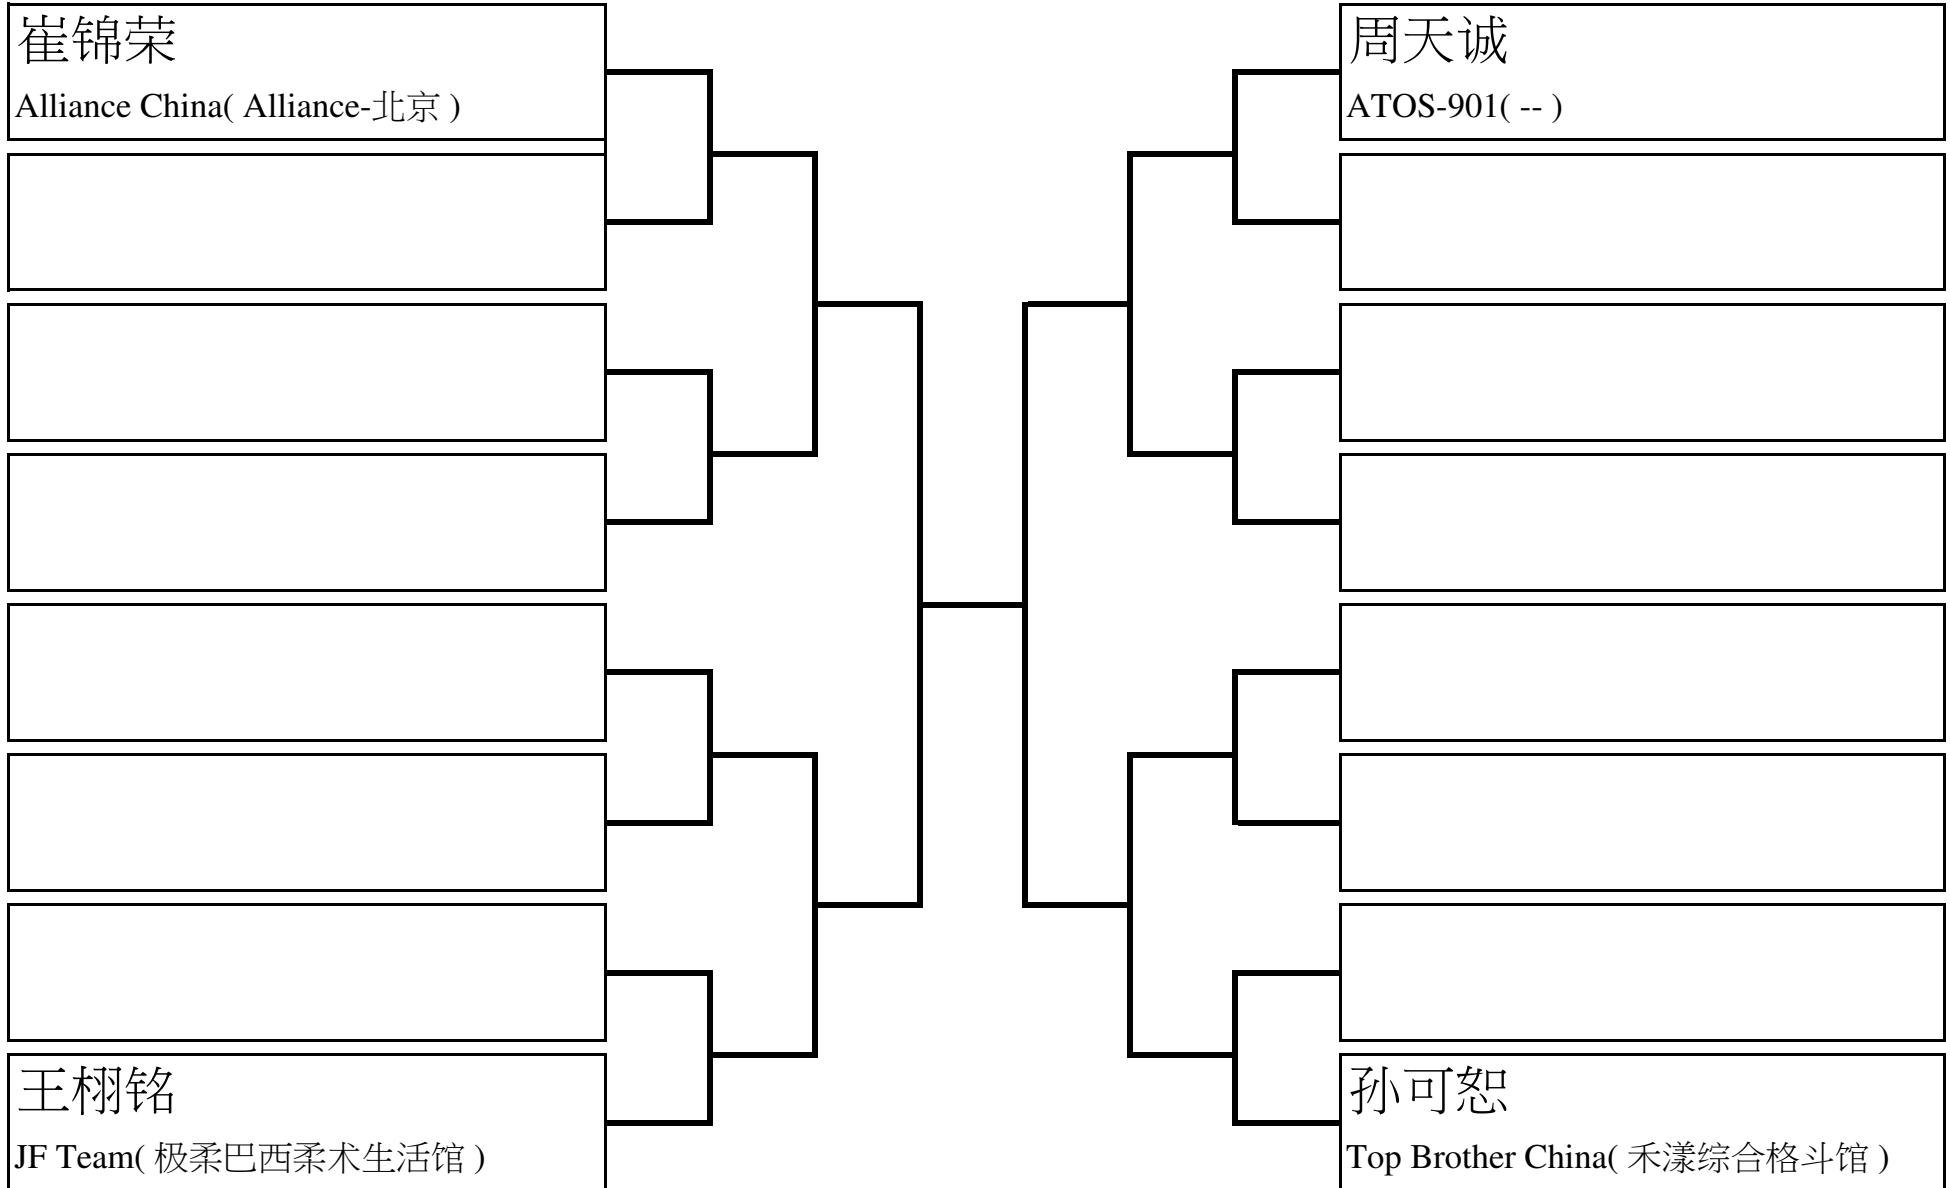 崔锦荣
Alliance China( Alliance-北京 )
周天诚
ATOS-901( -- )
王栩铭
JF Team( 极柔巴西柔术生活馆 )
孙可恕
Top Brother China( 禾漾综合格斗馆 )